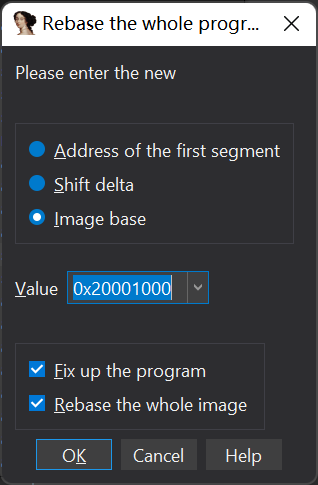 Rebase the whole progr...
Please enter the new
Address of the first segment
Shift delta
Image base
Value 0x20001000
Fix up the program
Rebase the whole image
OK Cancel Help